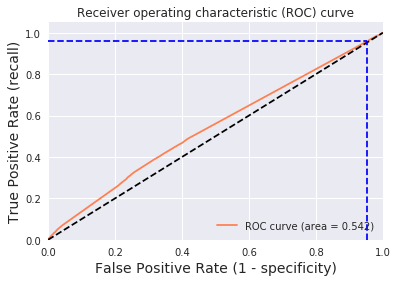 Receiver operating characteristic (ROC) curve
True Positive Rate (recall)
1.0
0.8
0.6
0.4
0.2
0.0
ROC curve (area = 0.542)
0.0 0.2 0.4 0.6 0.8 1.0
False Positive Rate (1 - specificity)